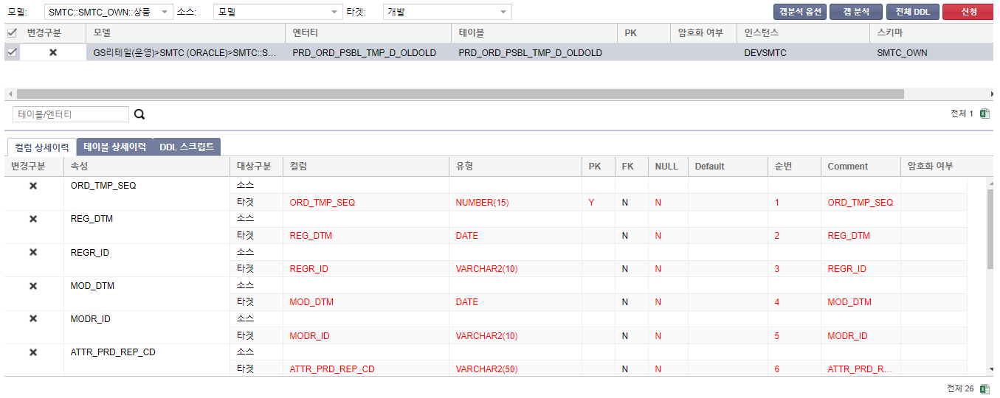 모델: SMTC::SMTC_OWN::상품 소스: 모델 타겟: 개발 갭분석 옵션 갭 분석 전체 DDL 신청
변경구분 모델 엔터티 테이블 PK 암호화 여부 인스턴스 스키마
GS리테일(운영)>SMTC (ORACLE)>SMTC::S... PRD_ORD_PSBL_TMP_D_OLDOLD PRD_ORD_PSBL_TMP_D_OLDOLD DEVSMTC SMTC_OWN
테이블/엔터티 전체 1
컬럼 상세이력 테이블 상세이력 DDL 스크립트
변경구분 속성 대상구분 컬럼 유형 PK FK NULL Default 순번 Comment 암호화 여부
ORD_TMP_SEQ 소스
타겟 ORD_TMP_SEQ NUMBER(15) Y N N 1 ORD_TMP_SEQ
REG_DTM 소스
타겟 REG_DTM DATE N N 2 REG_DTM
REGR_ID 소스
타겟 REGR_ID VARCHAR2(10) N N 3 REGR_ID
MOD_DTM 소스
타겟 MOD_DTM DATE N N 4 MOD_DTM
MODR_ID 소스
타겟 MODR_ID VARCHAR2(10) N N 5 MODR_ID
ATTR_PRD_REP_CD 소스
타겟 ATTR_PRD_REP_CD VARCHAR2(50) N N 6 ATTR_PRD_R...
전체 26